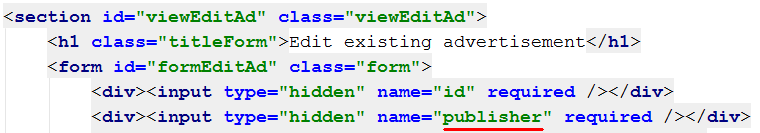 <section id="viewEditAd" class="viewEditAd">
<h1 class="titleForm">Edit existing advertisement</h1>
<form id="formEditAd" class="form">
<div><input type="hidden" name="id" required /></div>
<div><input type="hidden" name="publisher" required /></div>